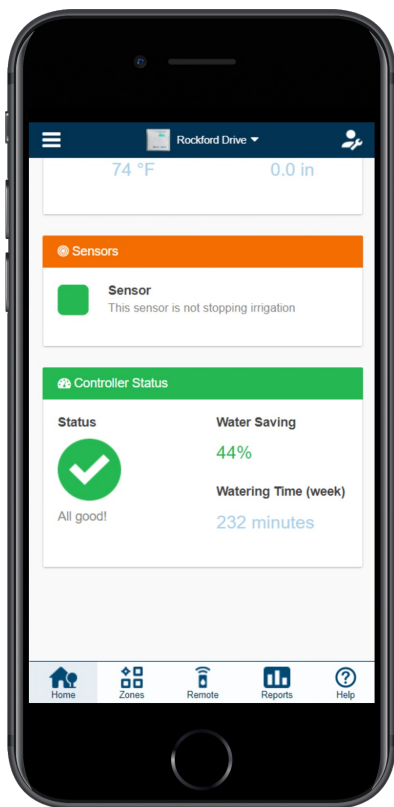 Rockford Drive
74 °F 0.0 in
Sensors
Sensor
This sensor is not stopping irrigation
Controller Status
Status
All good!
Water Saving
44%
Watering Time (week)
232 minutes
Home Zones Remote Reports Help